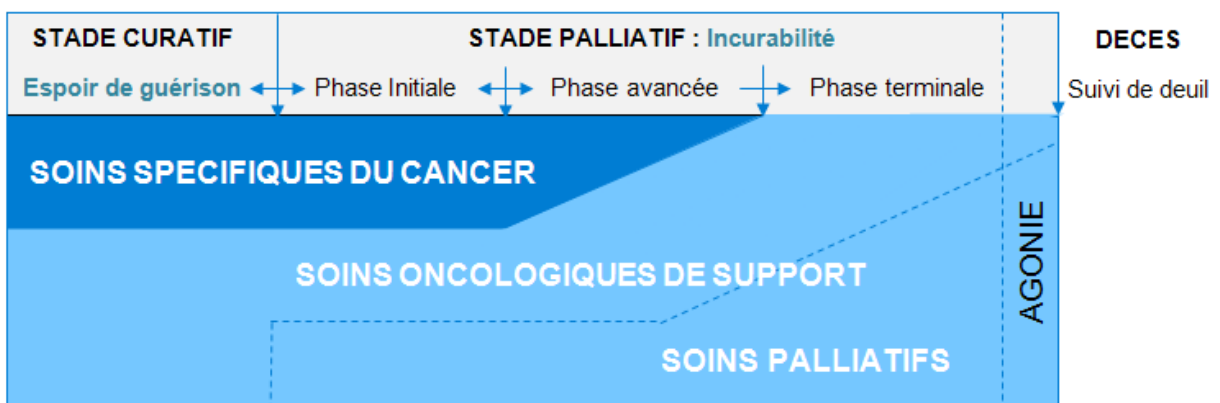 STADE CURATIF
STADE PALLIATIF : Incurabilité
DECES
Espoir de guérison
Phase Initiale
Phase avancée
Phase terminale
Suivi de deuil
SOINS SPECIFIQUES DU CANCER
SOINS ONCOLOGIQUES DE SUPPORT
AGONIE
SOINS PALLIATIFS